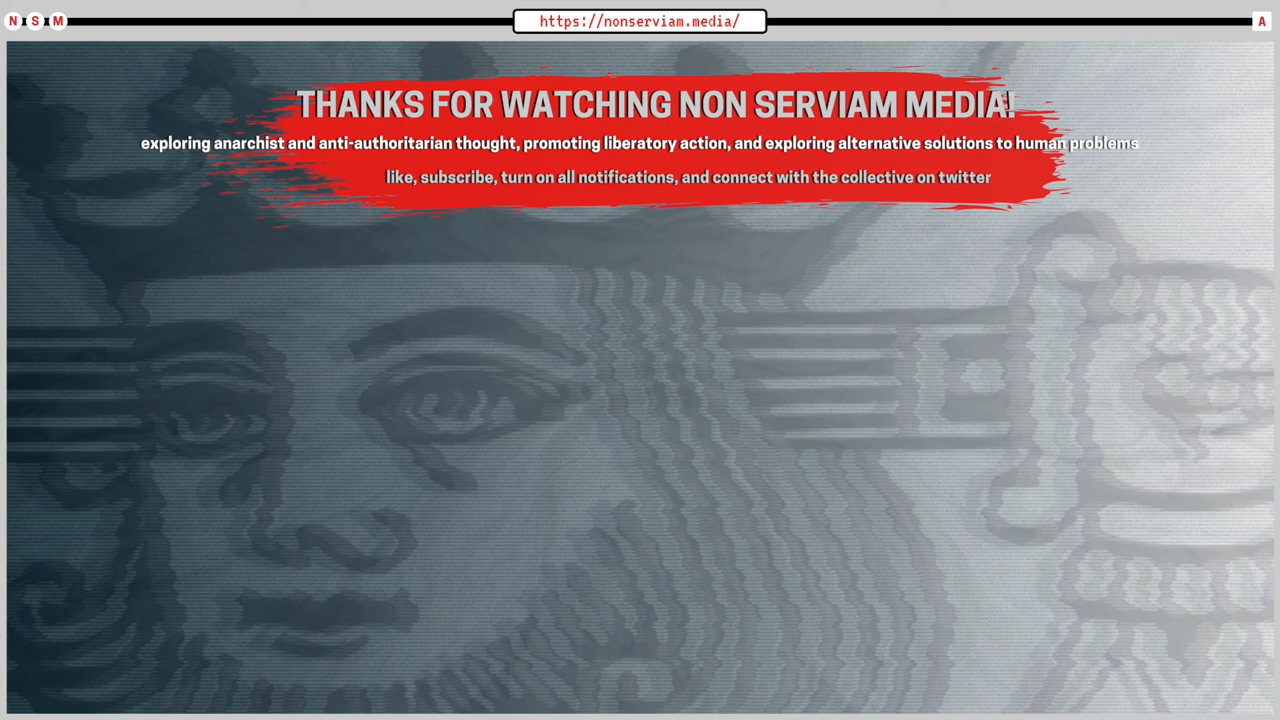 N S M
https://nonserviam.media/
A
THANKS FOR WATCHING NON SERVIAM MEDIA!
exploring anarchist and anti-authoritarian thought, promoting liberatory action, and exploring alternative solutions to human problems
like, subscribe, turn on all notifications, and connect with the collective on twitter